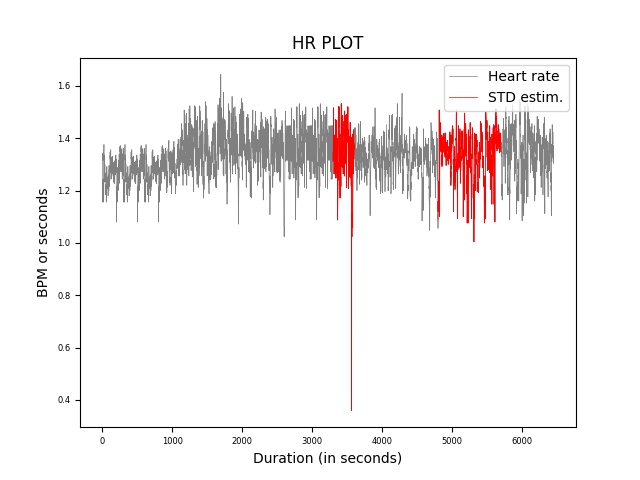 HR PLOT
Heart rate
STD estim.
1.6
1.4
1.2
1.0
0.8
0.6
0.4
BPM or seconds
0 1000 2000 3000 4000 5000 6000
Duration (in seconds)